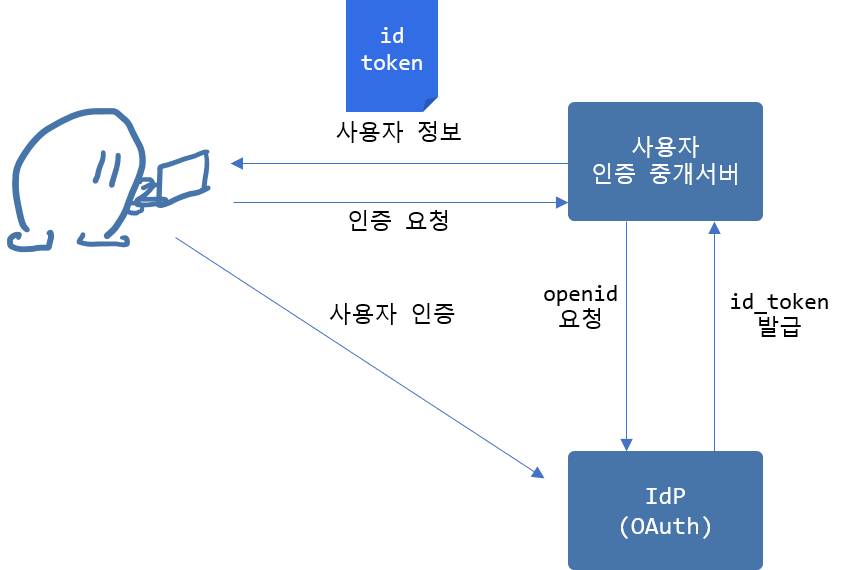 id
token
사용자 정보
사용자
인증 중개서버
인증 요청
사용자 인증
openid
요청
id_token
발급
IdP
(OAuth)